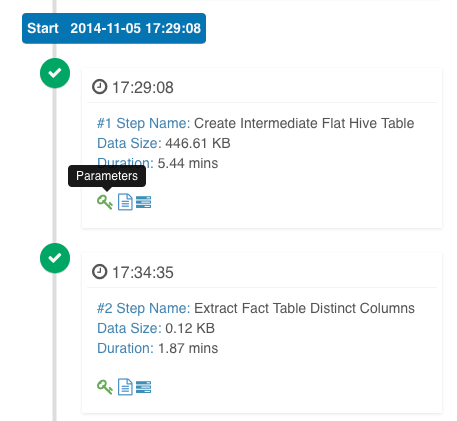 Start 2014-11-05 17:29:08
17:29:08
#1 Step Name: Create Intermediate Flat Hive Table
Data Size: 446.61 KB
Duration: 5.44 mins
Parameters
17:34:35
#2 Step Name: Extract Fact Table Distinct Columns
Data Size: 0.12 KB
Duration: 1.87 mins